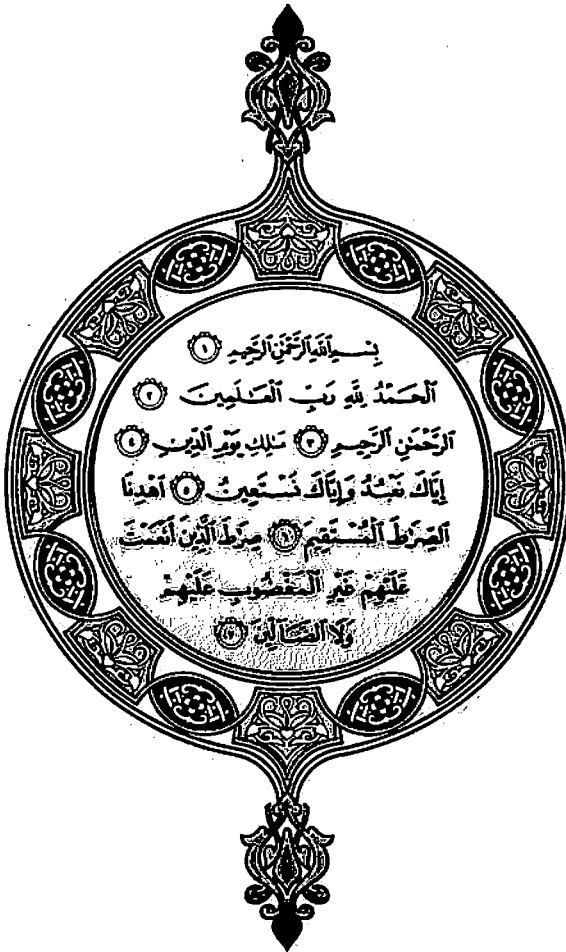 بِسْمِ ٱللَّهِ ٱلرَّحْمَٰنِ ٱلرَّحِيمِ ١
ٱلْحَمْدُ لِلَّهِ رَبِّ ٱلْعَٰلَمِينَ ٢
ٱلرَّحْمَٰنِ ٱلرَّحِيمِ ٣ مَٰلِكِ يَوْمِ ٱلدِّينِ ٤
إِيَّاكَ نَعْبُدُ وَإِيَّاكَ نَسْتَعِينُ ٥ ٱهْدِنَا
ٱلصِّرَٰطَ ٱلْمُسْتَقِيمَ ٦ صِرَٰطَ ٱلَّذِينَ أَنْعَمْتَ
عَلَيْهِمْ غَيْرِ ٱلْمَغْضُوبِ عَلَيْهِمْ
وَلَا ٱلضَّآلِّينَ ٧